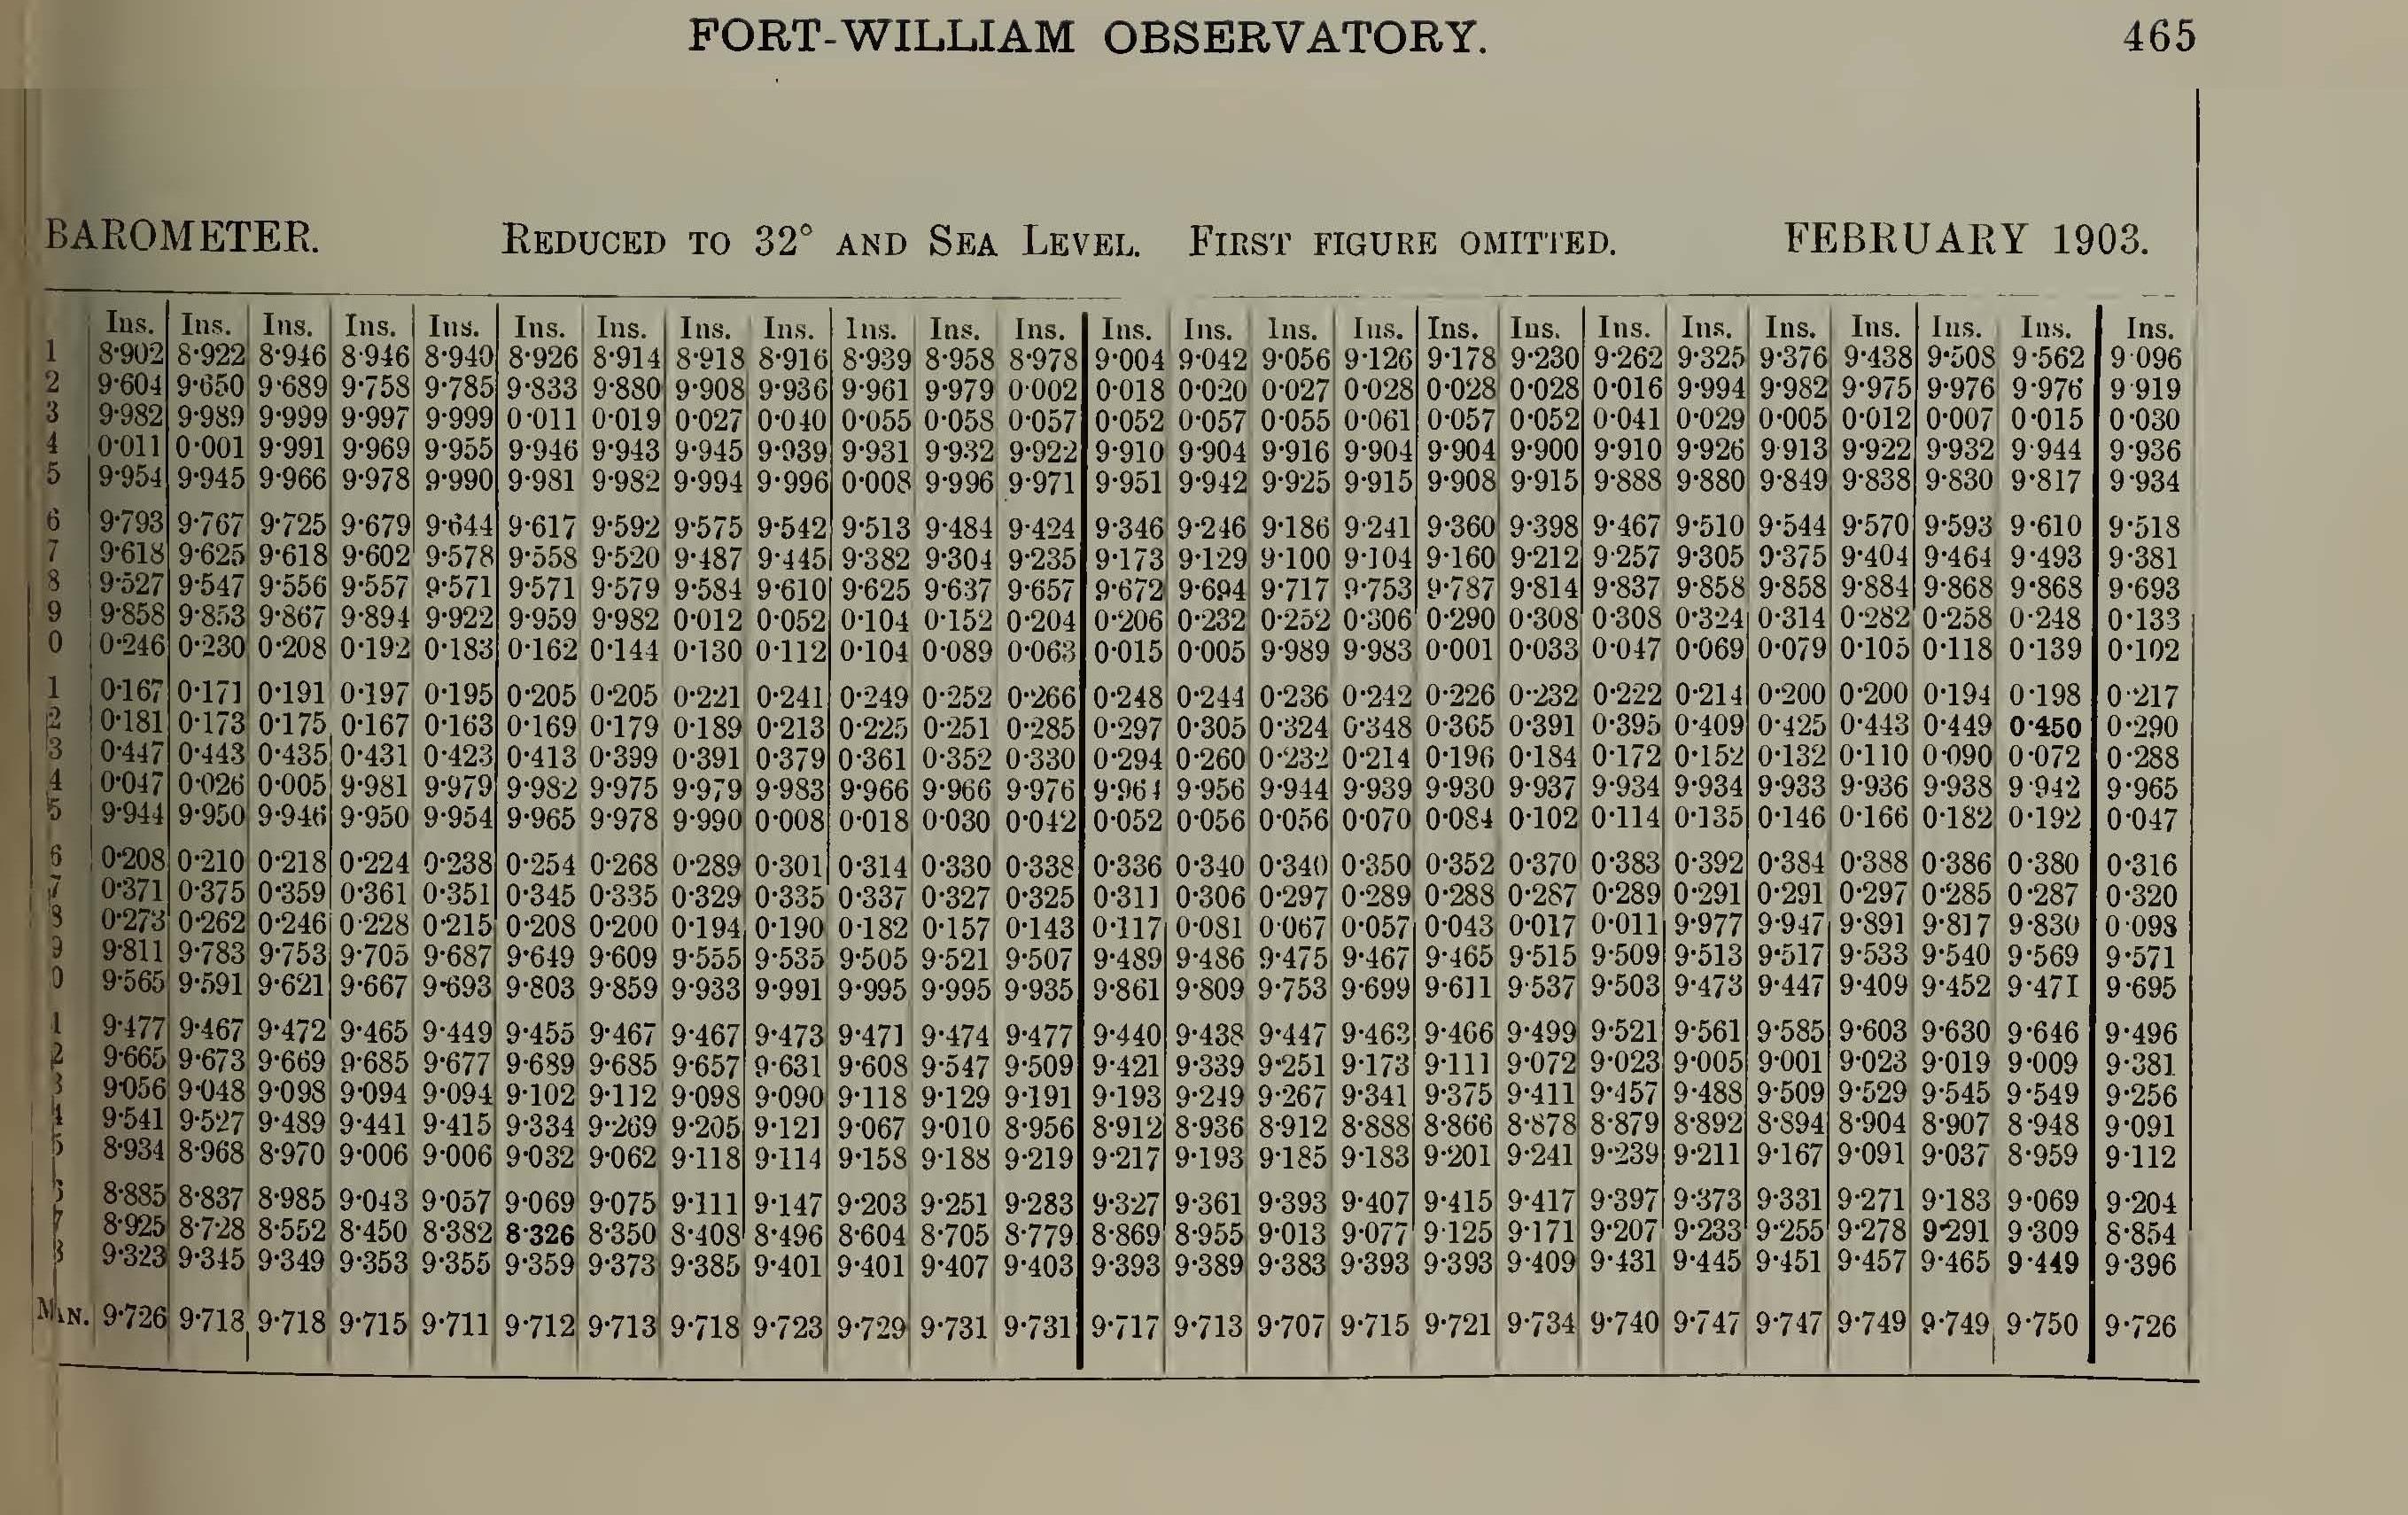 FORT-WILLIAM OBSERVATORY. 465
BAROMETER. REDUCED TO 32° AND SEA LEVEL. FIRST FIGURE OMITTED. FEBRUARY 1903.
Ins. Ins. Ins. Ins. Ins. Ins. Ins. Ins. Ins. Ins. Ins. Ins. Ins. Ins. Ins. Ins. Ins. Ins. Ins. Ins. Ins. Ins. Ins. Ins. Ins.
1 8·902 8·922 8·946 8·946 8·940 8·926 8·914 8·918 8·916 8·939 8·958 8·978 9·004 9·042 9·056 9·126 9·178 9·230 9·262 9·325 9·376 9·438 9·508 9·562 9·096
2 9·604 9·650 9·689 9·758 9·785 9·833 9·880 9·908 9·936 9·961 9·979 0·002 0·018 0·020 0·027 0·028 0·028 0·028 0·016 9·994 9·982 9·975 9·976 9·976 9·919
3 9·982 9·989 9·999 9·997 9·999 0·011 0·019 0·027 0·040 0·055 0·058 0·057 0·052 0·057 0·055 0·061 0·057 0·052 0·041 0·029 0·005 0·012 0·007 0·015 0·030
4 0·011 0·001 9·991 9·969 9·955 9·946 9·943 9·945 9·939 9·931 9·932 9·922 9·910 9·904 9·916 9·904 9·904 9·900 9·910 9·926 9·913 9·922 9·932 9·944 9·936
5 9·954 9·945 9·966 9·978 9·990 9·981 9·982 9·994 9·996 0·008 9·996 9·971 9·951 9·942 9·925 9·915 9·908 9·915 9·888 9·880 9·849 9·838 9·830 9·817 9·934
6 9·793 9·767 9·725 9·679 9·644 9·617 9·592 9·575 9·542 9·513 9·484 9·424 9·346 9·246 9·186 9·241 9·360 9·398 9·467 9·510 9·544 9·570 9·593 9·610 9·518
7 9·618 9·625 9·618 9·602 9·578 9·558 9·520 9·487 9·445 9·382 9·304 9·235 9·173 9·129 9·100 9·104 9·160 9·212 9·257 9·305 9·375 9·404 9·464 9·493 9·381
8 9·527 9·547 9·556 9·557 9·571 9·571 9·579 9·584 9·610 9·625 9·637 9·657 9·672 9·694 9·717 9·753 9·787 9·814 9·837 9·858 9·858 9·884 9·868 9·868 9·693
9 9·858 9·853 9·867 9·894 9·922 9·959 9·982 0·012 0·052 0·104 0·152 0·204 0·206 0·232 0·252 0·306 0·290 0·308 0·308 0·324 0·314 0·282 0·258 0·248 0·133
0 0·246 0·230 0·208 0·192 0·183 0·162 0·144 0·130 0·112 0·104 0·089 0·063 0·015 0·005 9·989 9·983 0·001 0·033 0·047 0·069 0·079 0·105 0·118 0·139 0·102
1 0·167 0·171 0·191 0·197 0·195 0·205 0·205 0·221 0·241 0·249 0·252 0·266 0·248 0·244 0·236 0·242 0·226 0·232 0·222 0·214 0·200 0·200 0·194 0·198 0·217
2 0·181 0·173 0·175 0·167 0·163 0·169 0·179 0·189 0·213 0·225 0·251 0·285 0·297 0·305 0·324 0·348 0·365 0·391 0·395 0·409 0·425 0·443 0·449 0·450 0·290
3 0·447 0·443 0·435 0·431 0·423 0·413 0·399 0·391 0·379 0·361 0·352 0·330 0·294 0·260 0·232 0·214 0·196 0·184 0·172 0·152 0·132 0·110 0·090 0·072 0·288
4 0·047 0·026 0·005 9·981 9·979 9·982 9·975 9·979 9·983 9·966 9·966 9·976 9·964 9·956 9·944 9·939 9·930 9·937 9·934 9·934 9·933 9·936 9·938 9·942 9·965
5 9·944 9·950 9·946 9·950 9·954 9·965 9·978 9·990 0·008 0·018 0·030 0·042 0·052 0·056 0·056 0·070 0·084 0·102 0·114 0·135 0·146 0·166 0·182 0·192 0·047
6 0·208 0·210 0·218 0·224 0·238 0·254 0·268 0·289 0·301 0·314 0·330 0·338 0·336 0·340 0·340 0·350 0·352 0·370 0·383 0·392 0·384 0·388 0·386 0·380 0·316
7 0·371 0·375 0·359 0·361 0·351 0·345 0·335 0·329 0·335 0·337 0·327 0·325 0·311 0·306 0·297 0·289 0·288 0·287 0·289 0·291 0·291 0·297 0·285 0·287 0·320
8 0·273 0·262 0·246 0·228 0·215 0·208 0·200 0·194 0·190 0·182 0·157 0·143 0·117 0·081 0·067 0·057 0·043 0·017 0·011 9·977 9·947 9·891 9·817 9·830 0·098
9 9·811 9·783 9·753 9·705 9·687 9·649 9·609 9·555 9·535 9·505 9·521 9·507 9·489 9·486 9·475 9·467 9·465 9·515 9·509 9·513 9·517 9·533 9·540 9·569 9·571
0 9·565 9·591 9·621 9·667 9·693 9·803 9·859 9·933 9·991 9·995 9·995 9·935 9·861 9·809 9·753 9·699 9·611 9·537 9·503 9·473 9·447 9·409 9·452 9·471 9·695
1 9·477 9·467 9·472 9·465 9·449 9·455 9·467 9·467 9·473 9·471 9·474 9·477 9·440 9·438 9·447 9·463 9·466 9·499 9·521 9·561 9·585 9·603 9·630 9·646 9·496
2 9·665 9·673 9·669 9·685 9·677 9·689 9·685 9·657 9·631 9·608 9·547 9·509 9·421 9·339 9·251 9·173 9·111 9·072 9·023 9·005 9·001 9·023 9·019 9·009 9·381
3 9·056 9·048 9·098 9·094 9·094 9·102 9·112 9·098 9·090 9·118 9·129 9·191 9·193 9·249 9·267 9·341 9·375 9·411 9·457 9·488 9·509 9·529 9·545 9·549 9·256
4 9·541 9·527 9·489 9·441 9·415 9·334 9·269 9·205 9·121 9·067 9·010 8·956 8·912 8·936 8·912 8·888 8·866 8·878 8·879 8·892 8·894 8·904 8·907 8·948 9·091
5 8·934 8·968 8·970 9·006 9·006 9·032 9·062 9·118 9·114 9·158 9·188 9·219 9·217 9·193 9·185 9·183 9·201 9·241 9·239 9·211 9·167 9·091 9·037 8·959 9·112
8·885 8·837 8·985 9·043 9·057 9·069 9·075 9·111 9·147 9·203 9·251 9·283 9·327 9·361 9·393 9·407 9·415 9·417 9·397 9·373 9·331 9·271 9·183 9·069 9·204
7 8·925 8·728 8·552 8·450 8·382 8·326 8·350 8·408 8·496 8·604 8·705 8·779 8·869 8·955 9·013 9·077 9·125 9·171 9·207 9·233 9·255 9·278 9·291 9·309 8·854
9·323 9·345 9·349 9·353 9·355 9·359 9·373 9·385 9·401 9·401 9·407 9·403 9·393 9·389 9·383 9·393 9·393 9·409 9·431 9·445 9·451 9·457 9·465 9·449 9·396
MEAN. 9·726 9·718 9·718 9·715 9·711 9·712 9·713 9·718 9·723 9·729 9·731 9·731 9·717 9·713 9·707 9·715 9·721 9·734 9·740 9·747 9·747 9·749 9·749 9·750 9·726